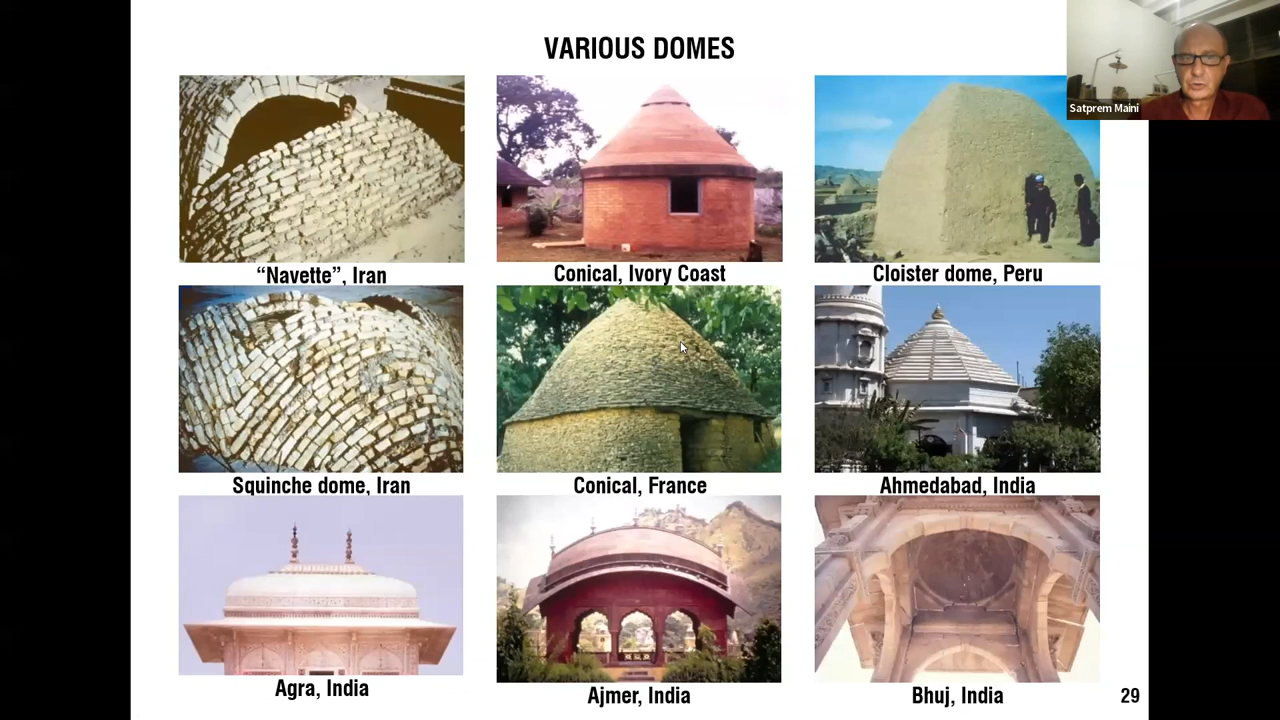 VARIOUS DOMES
Satprem Maini
“Navette”, Iran
Conical, Ivory Coast
Cloister dome, Peru
Squinche dome, Iran
Conical, France
Ahmedabad, India
Agra, India
Ajmer, India
Bhuj, India
29